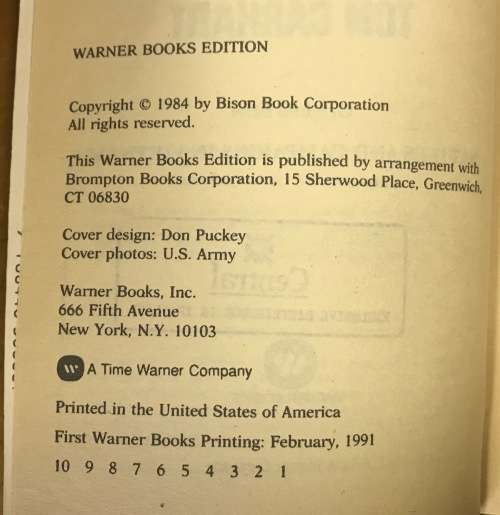 WARNER BOOKS EDITION
Copyright © 1984 by Bison Book Corporation
All rights reserved.
This Warner Books Edition is published by arrangement with
Brompton Books Corporation, 15 Sherwood Place, Greenwich,
CT 06830
Cover design: Don Puckey
Cover photos: U.S. Army
Warner Books, Inc.
666 Fifth Avenue
New York, N.Y. 10103
W A Time Warner Company
Printed in the United States of America
First Warner Books Printing: February, 1991
10 9 8 7 6 5 4 3 2 1